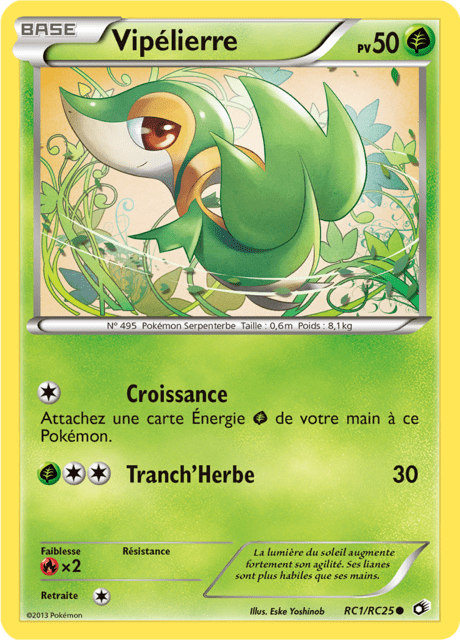 BASE
Vipélierre
PV 50
N° 495 Pokémon Serpenterbe Taille : 0,6m Poids : 8,1kg
Croissance
Attachez une carte Énergie de votre main à ce
Pokémon.
Tranch'Herbe 30
Faiblesse Résistance
×2
Retraite
La lumière du soleil augmente
fortement son agilité. Ses lianes
sont plus habiles que ses mains.
©2013 Pokémon
Illus. Eske Yoshinob
RC1/RC25